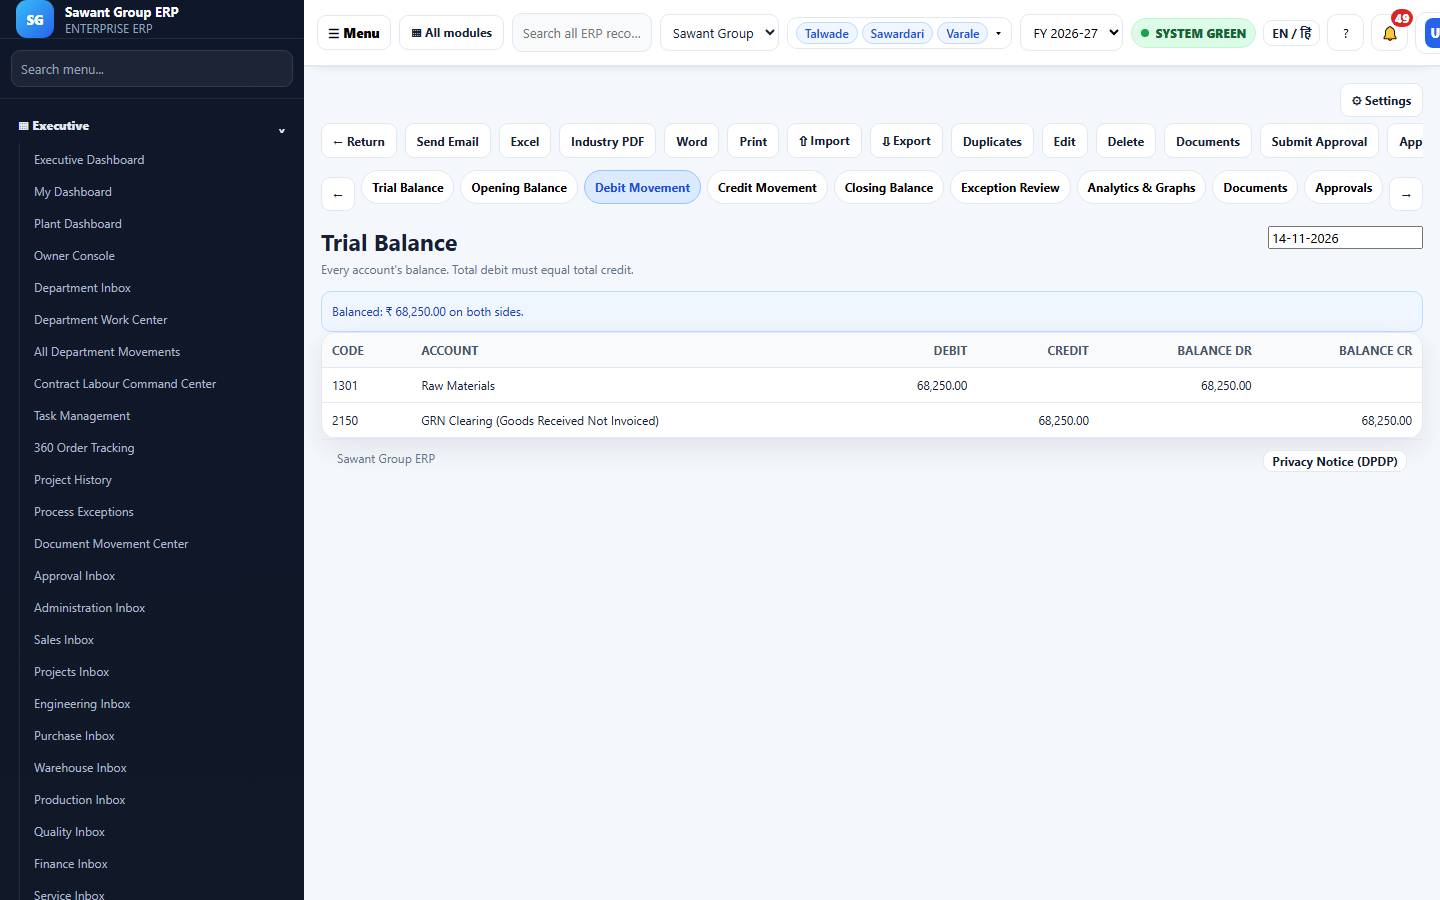 SG
Sawant Group ERP
ENTERPRISE ERP
Search menu...
Executive
Executive Dashboard
My Dashboard
Plant Dashboard
Owner Console
Department Inbox
Department Work Center
All Department Movements
Contract Labour Command Center
Task Management
360 Order Tracking
Project History
Process Exceptions
Document Movement Center
Approval Inbox
Administration Inbox
Sales Inbox
Projects Inbox
Engineering Inbox
Purchase Inbox
Warehouse Inbox
Production Inbox
Quality Inbox
Finance Inbox
Service Inbox
☰ Menu All modules Search all ERP reco... Sawant Group Talwade Sawardari Varale FY 2026-27 SYSTEM GREEN EN / हिं ? 49 U
⚙ Settings
← Return Send Email Excel Industry PDF Word Print ⇧ Import ⇩ Export Duplicates Edit Delete Documents Submit Approval App
← Trial Balance Opening Balance Debit Movement Credit Movement Closing Balance Exception Review Analytics & Graphs Documents Approvals →
Trial Balance 14-11-2026
Every account's balance. Total debit must equal total credit.
Balanced: ₹ 68,250.00 on both sides.
CODE ACCOUNT DEBIT CREDIT BALANCE DR BALANCE CR
1301 Raw Materials 68,250.00 68,250.00
2150 GRN Clearing (Goods Received Not Invoiced) 68,250.00 68,250.00
Sawant Group ERP Privacy Notice (DPDP)